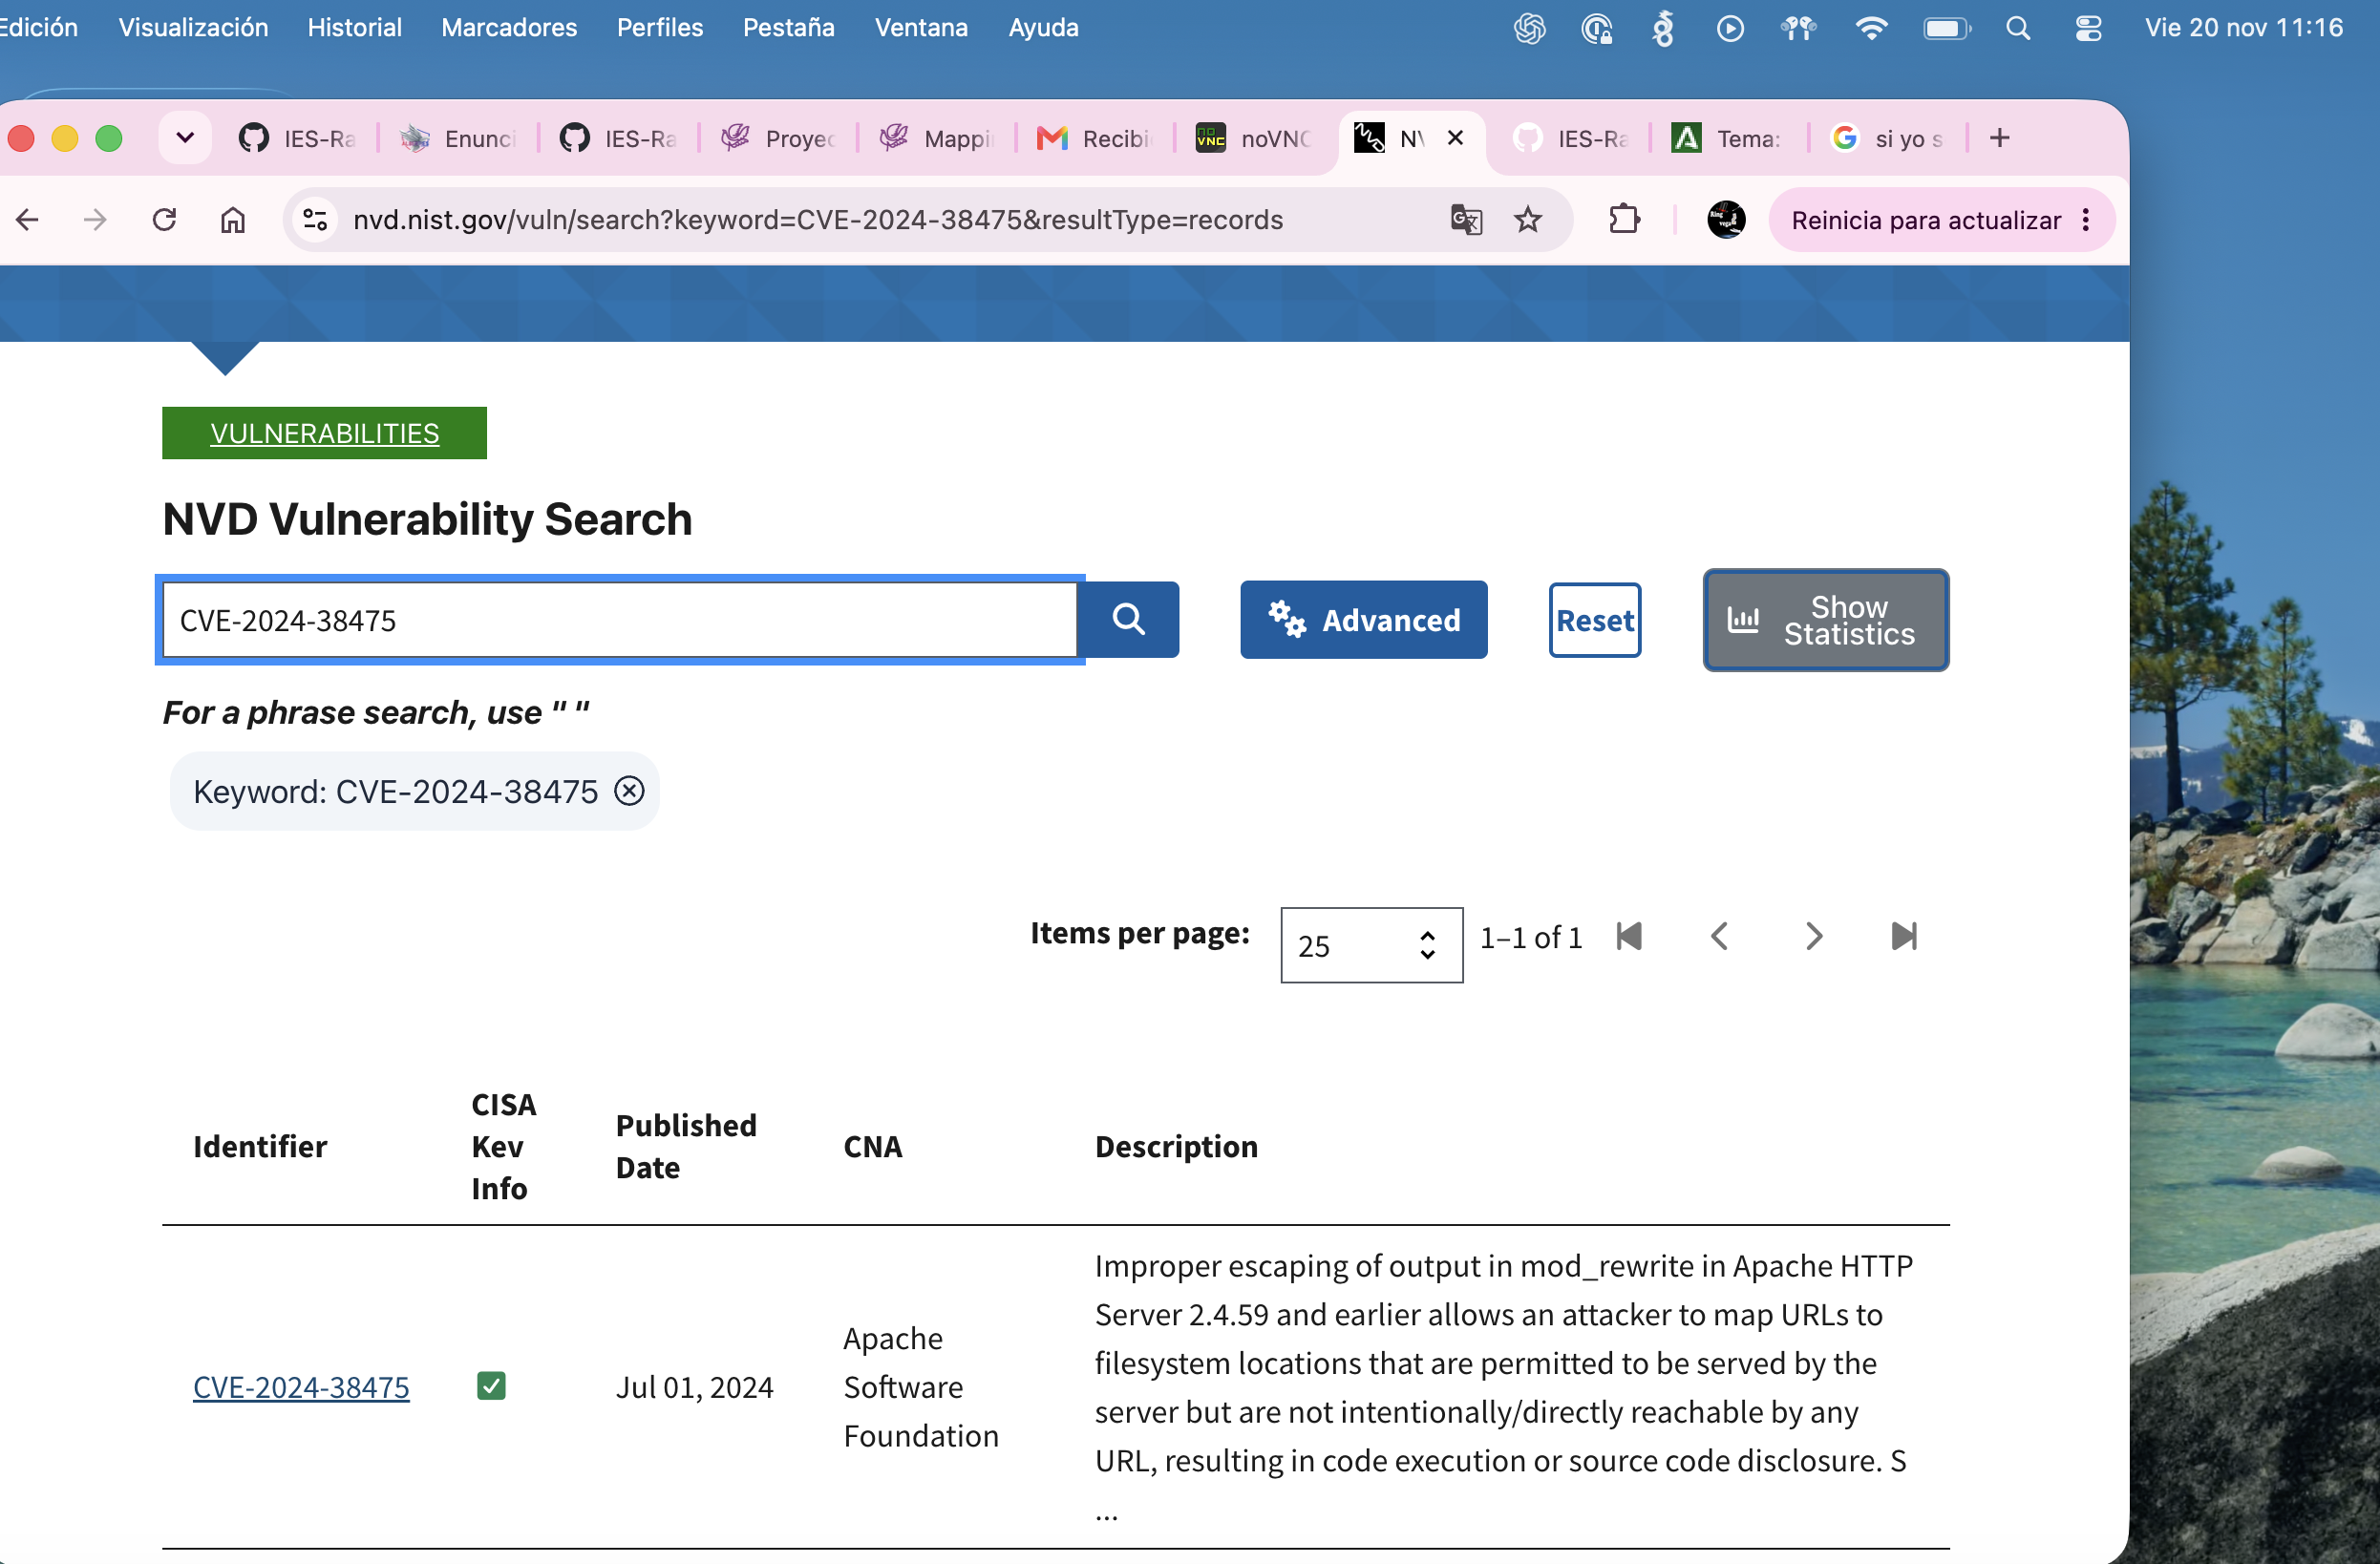 Edición Visualización Historial Marcadores Perfiles Pestaña Ventana Ayuda Vie 20 nov 11:16
IES-Ra Enunci IES-Ra Proyec Mappi Recibi noVNC NV IES-Ra Tema: si yo s
nvd.nist.gov/vuln/search?keyword=CVE-2024-38475&resultType=records Reinicia para actualizar
VULNERABILITIES
NVD Vulnerability Search
CVE-2024-38475 Advanced Reset Show
Statistics
For a phrase search, use " "
Keyword: CVE-2024-38475
Items per page: 25 1–1 of 1
Identifier
CISA
Kev
Info
Published
Date
CNA
Description
CVE-2024-38475
Jul 01, 2024
Apache
Software
Foundation
Improper escaping of output in mod_rewrite in Apache HTTP
Server 2.4.59 and earlier allows an attacker to map URLs to
filesystem locations that are permitted to be served by the
server but are not intentionally/directly reachable by any
URL, resulting in code execution or source code disclosure. S
...